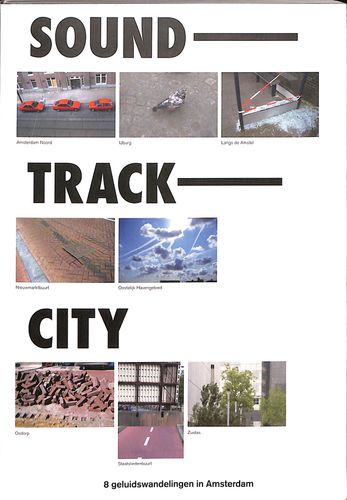 SOUND
Amsterdam Noord
IJburg
Langs de Amstel
TRACK
Nieuwmarktbuurt
Oostelijk Havengebied
CITY
Osdorp
Staatsliedenbuurt
Zuidas
8 geluidswandelingen in Amsterdam